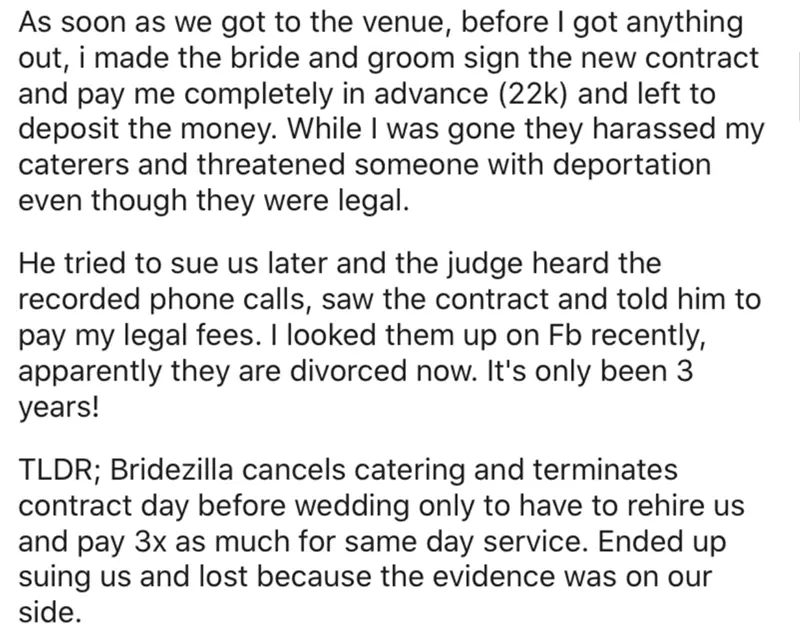 As soon as we got to the venue, before I got anything
out, i made the bride and groom sign the new contract
and pay me completely in advance (22k) and left to
deposit the money. While I was gone they harassed my
caterers and threatened someone with deportation
even though they were legal.
He tried to sue us later and the judge heard the
recorded phone calls, saw the contract and told him to
pay my legal fees. I looked them up on Fb recently,
apparently they are divorced now. It's only been 3
years!
TLDR; Bridezilla cancels catering and terminates
contract day before wedding only to have to rehire us
and pay 3x as much for same day service. Ended up
suing us and lost because the evidence was on our
side.